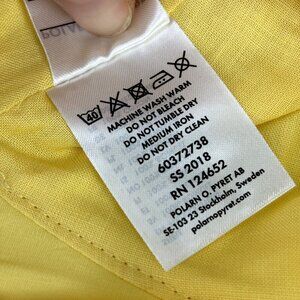 40
MACHINE WASH WARM
DO NOT BLEACH
DO NOT TUMBLE DRY
MEDIUM IRON
DO NOT DRY CLEAN
60372738
SS 2018
RN 124652
POLARN O. PYRET AB
SE-103 23 Stockholm, Sweden
polarnopyret.com